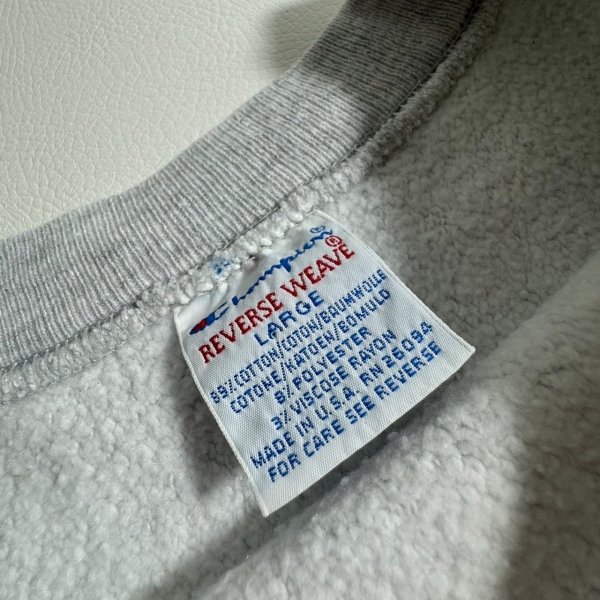 Champion®
REVERSE WEAVE®
LARGE
89%COTTON/COTON/BAUMWOLLE
COTONE/KATOEN/BOMULD
8% POLYESTER
3% VISCOSE RAYON
MADE IN U.S.A. RN 26094
FOR CARE SEE REVERSE